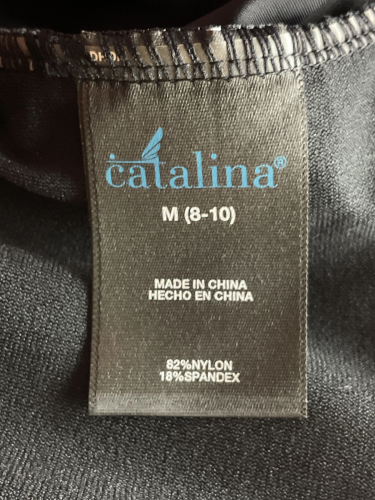 catalina®
M (8-10)
MADE IN CHINA
HECHO EN CHINA
82%NYLON
18%SPANDEX